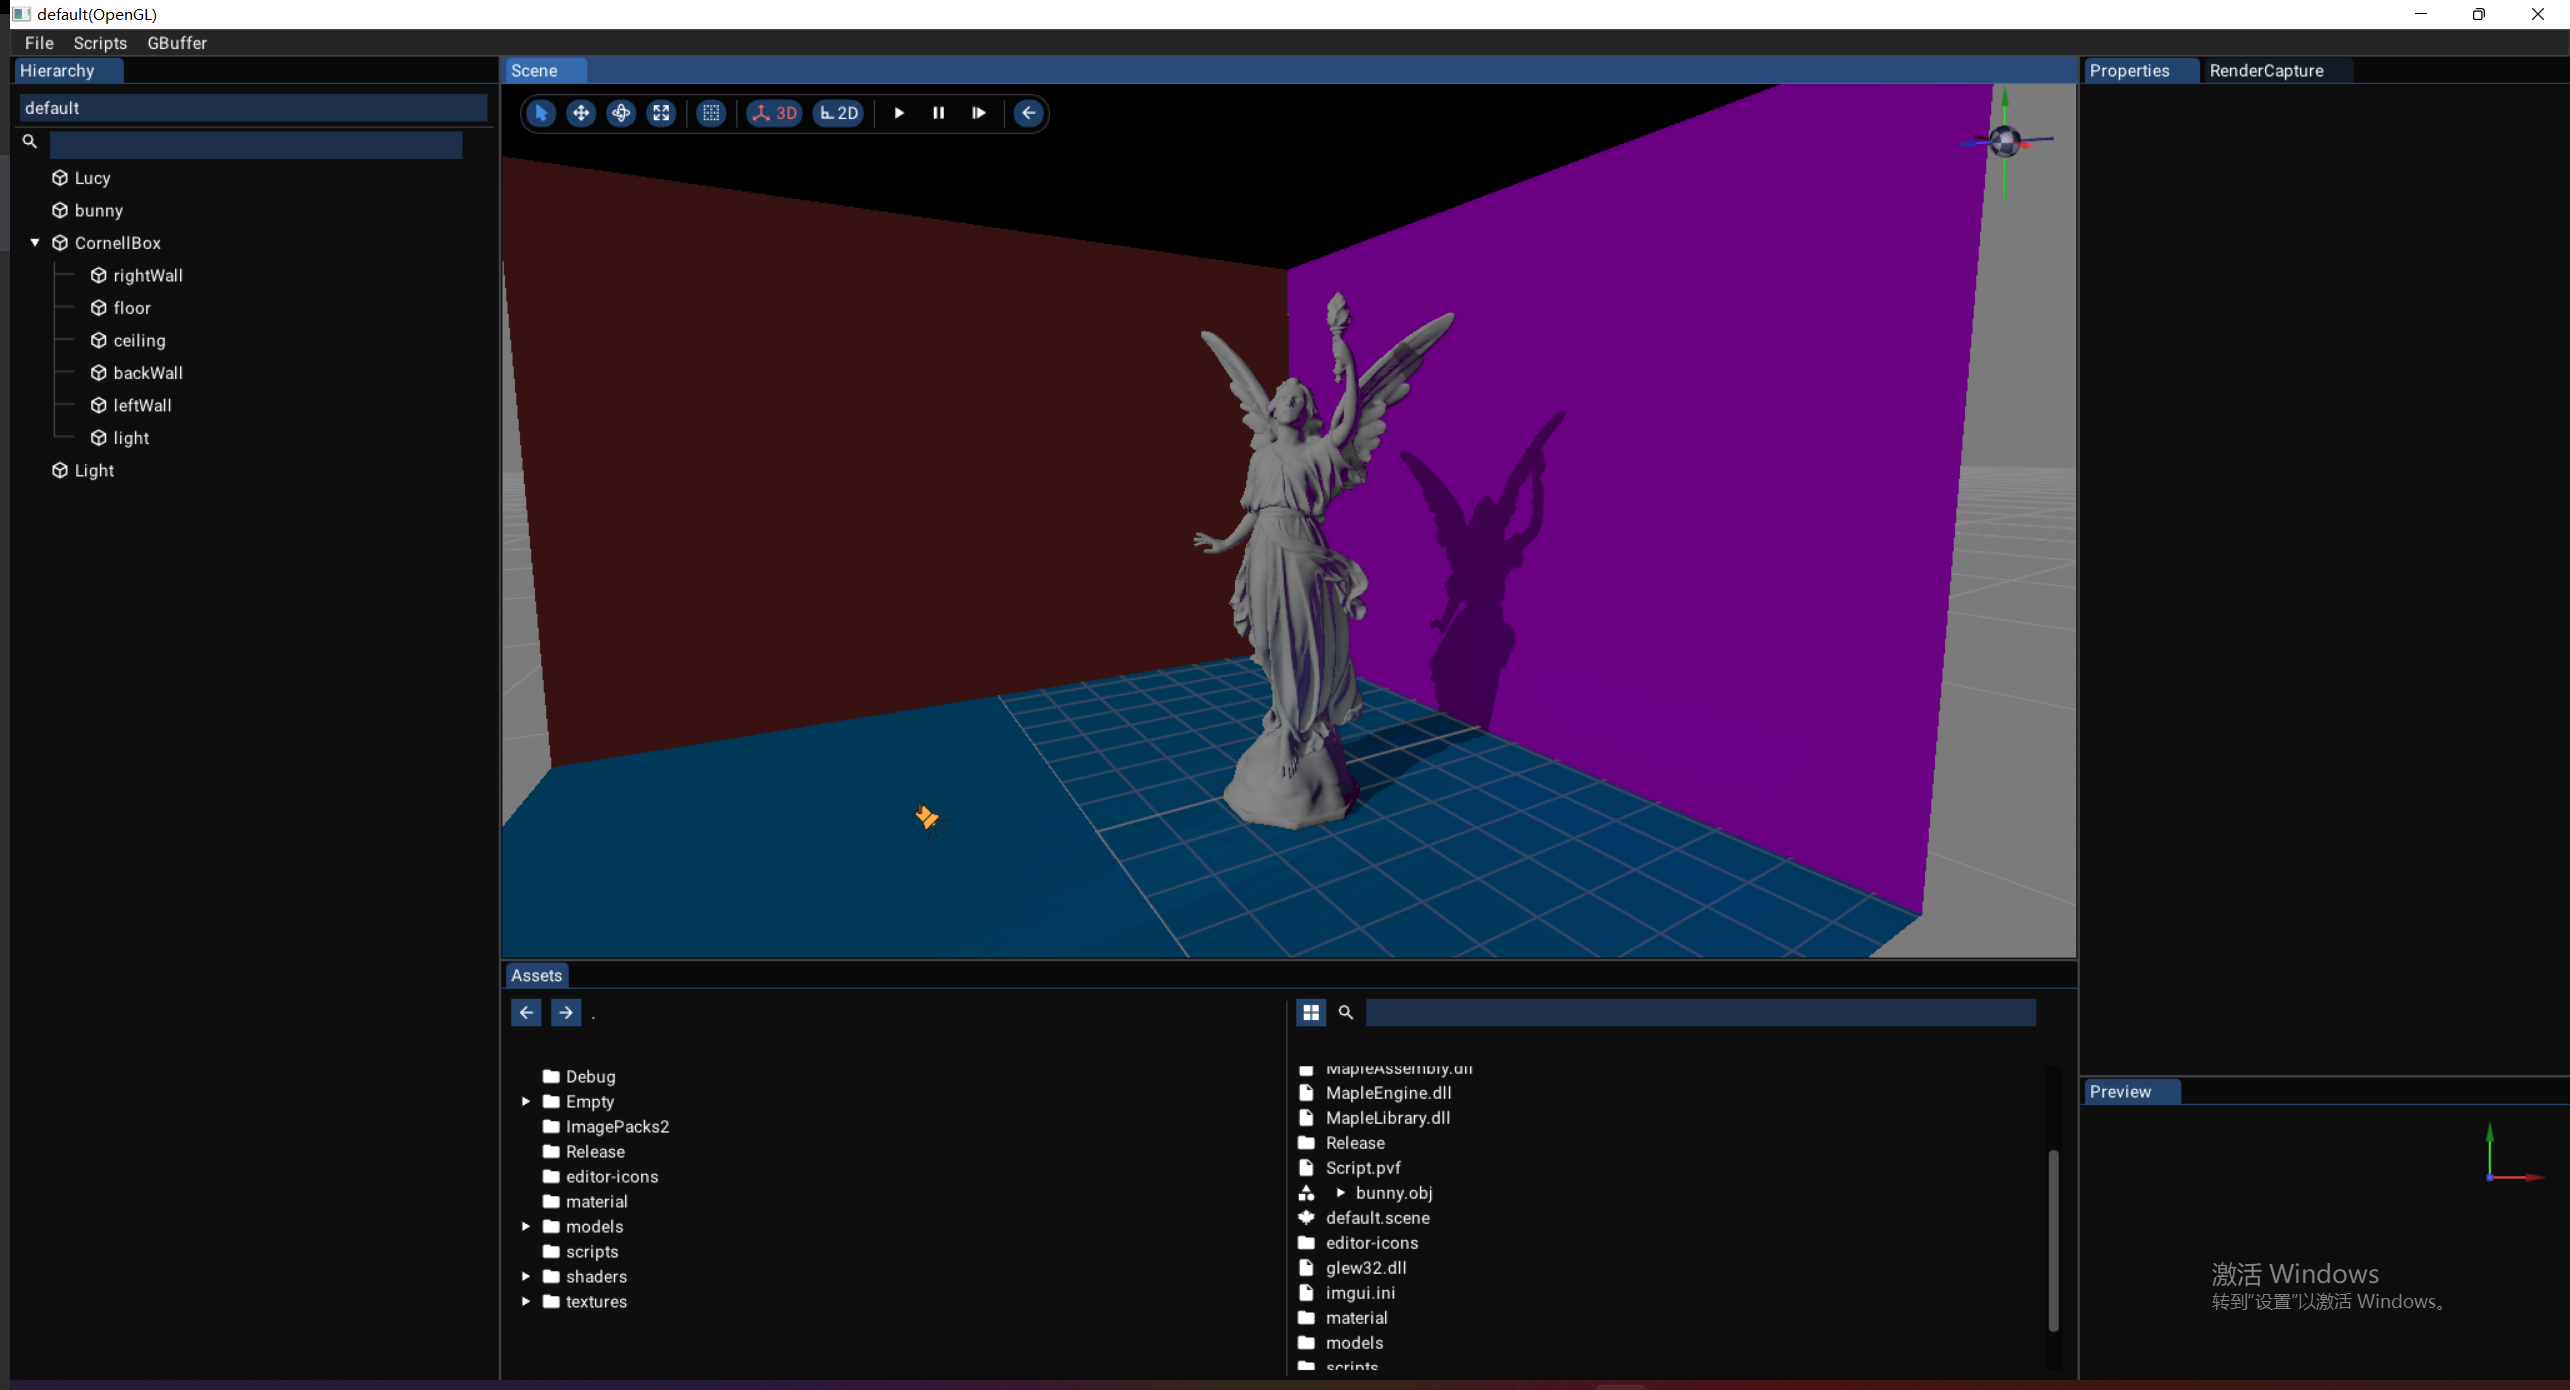 default(OpenGL)
File Scripts GBuffer
Hierarchy
default
Lucy
bunny
CornellBox
rightWall
floor
ceiling
backWall
leftWall
light
Light
Scene
3D 2D
Properties RenderCapture
Assets
.
Debug
Empty
ImagePacks2
Release
editor-icons
material
models
scripts
shaders
textures
MapleAssembly.dll
MapleEngine.dll
MapleLibrary.dll
Release
Script.pvf
bunny.obj
default.scene
editor-icons
glew32.dll
imgui.ini
material
models
scripts
Preview
激活 Windows
转到“设置”以激活 Windows。